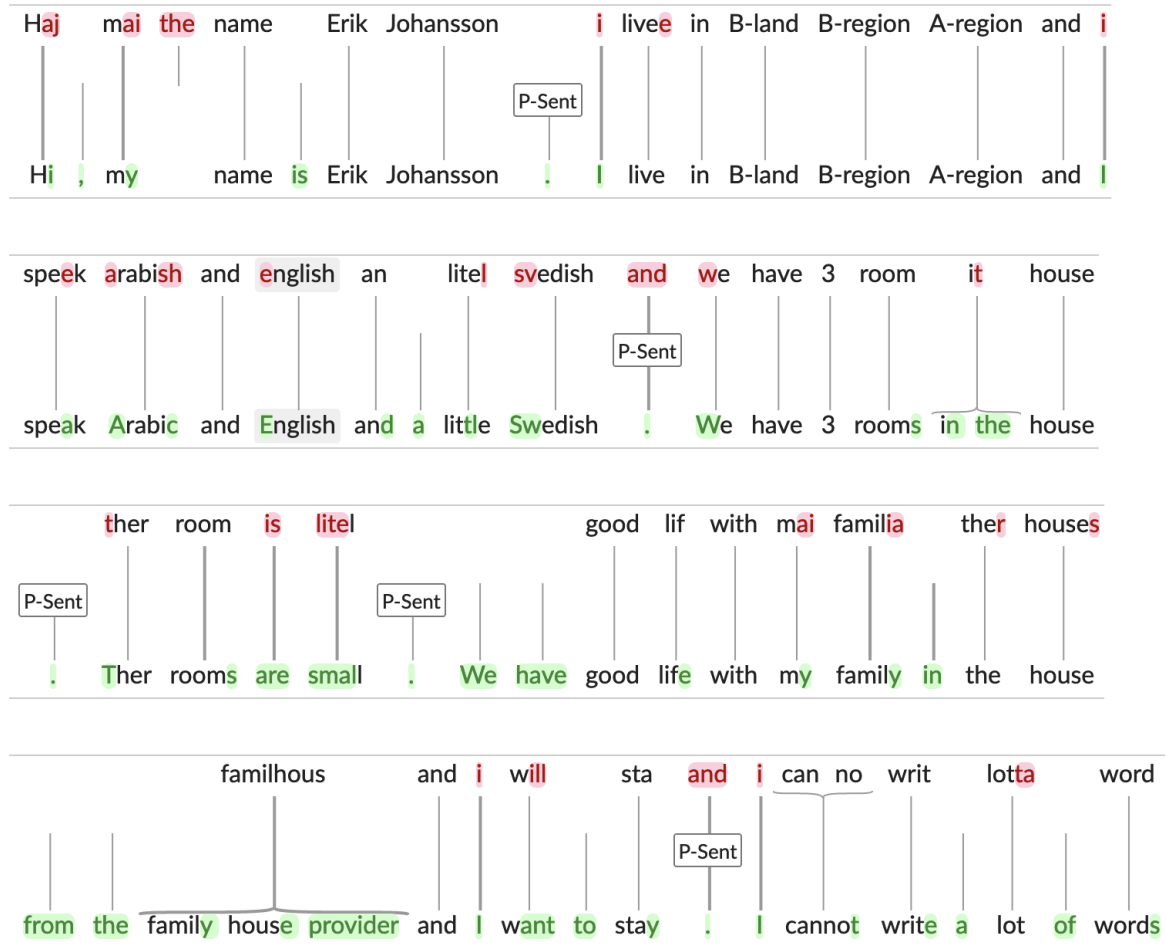 Haj mai the name Erik Johansson i livee in B-land B-region A-region and i
P-Sent
Hi , my name is Erik Johansson . I live in B-land B-region A-region and I
speek arabish and english an litel svedish and we have 3 room it house
P-Sent
speak Arabic and English and a little Swedish . We have 3 rooms in the house
ther room is litel good lif with mai familia ther houses
P-Sent P-Sent
. Ther rooms are small . We have good life with my family in the house
familhous and i will sta and i can no writ lotta word
P-Sent
from the family house provider and I want to stay . I cannot write a lot of words